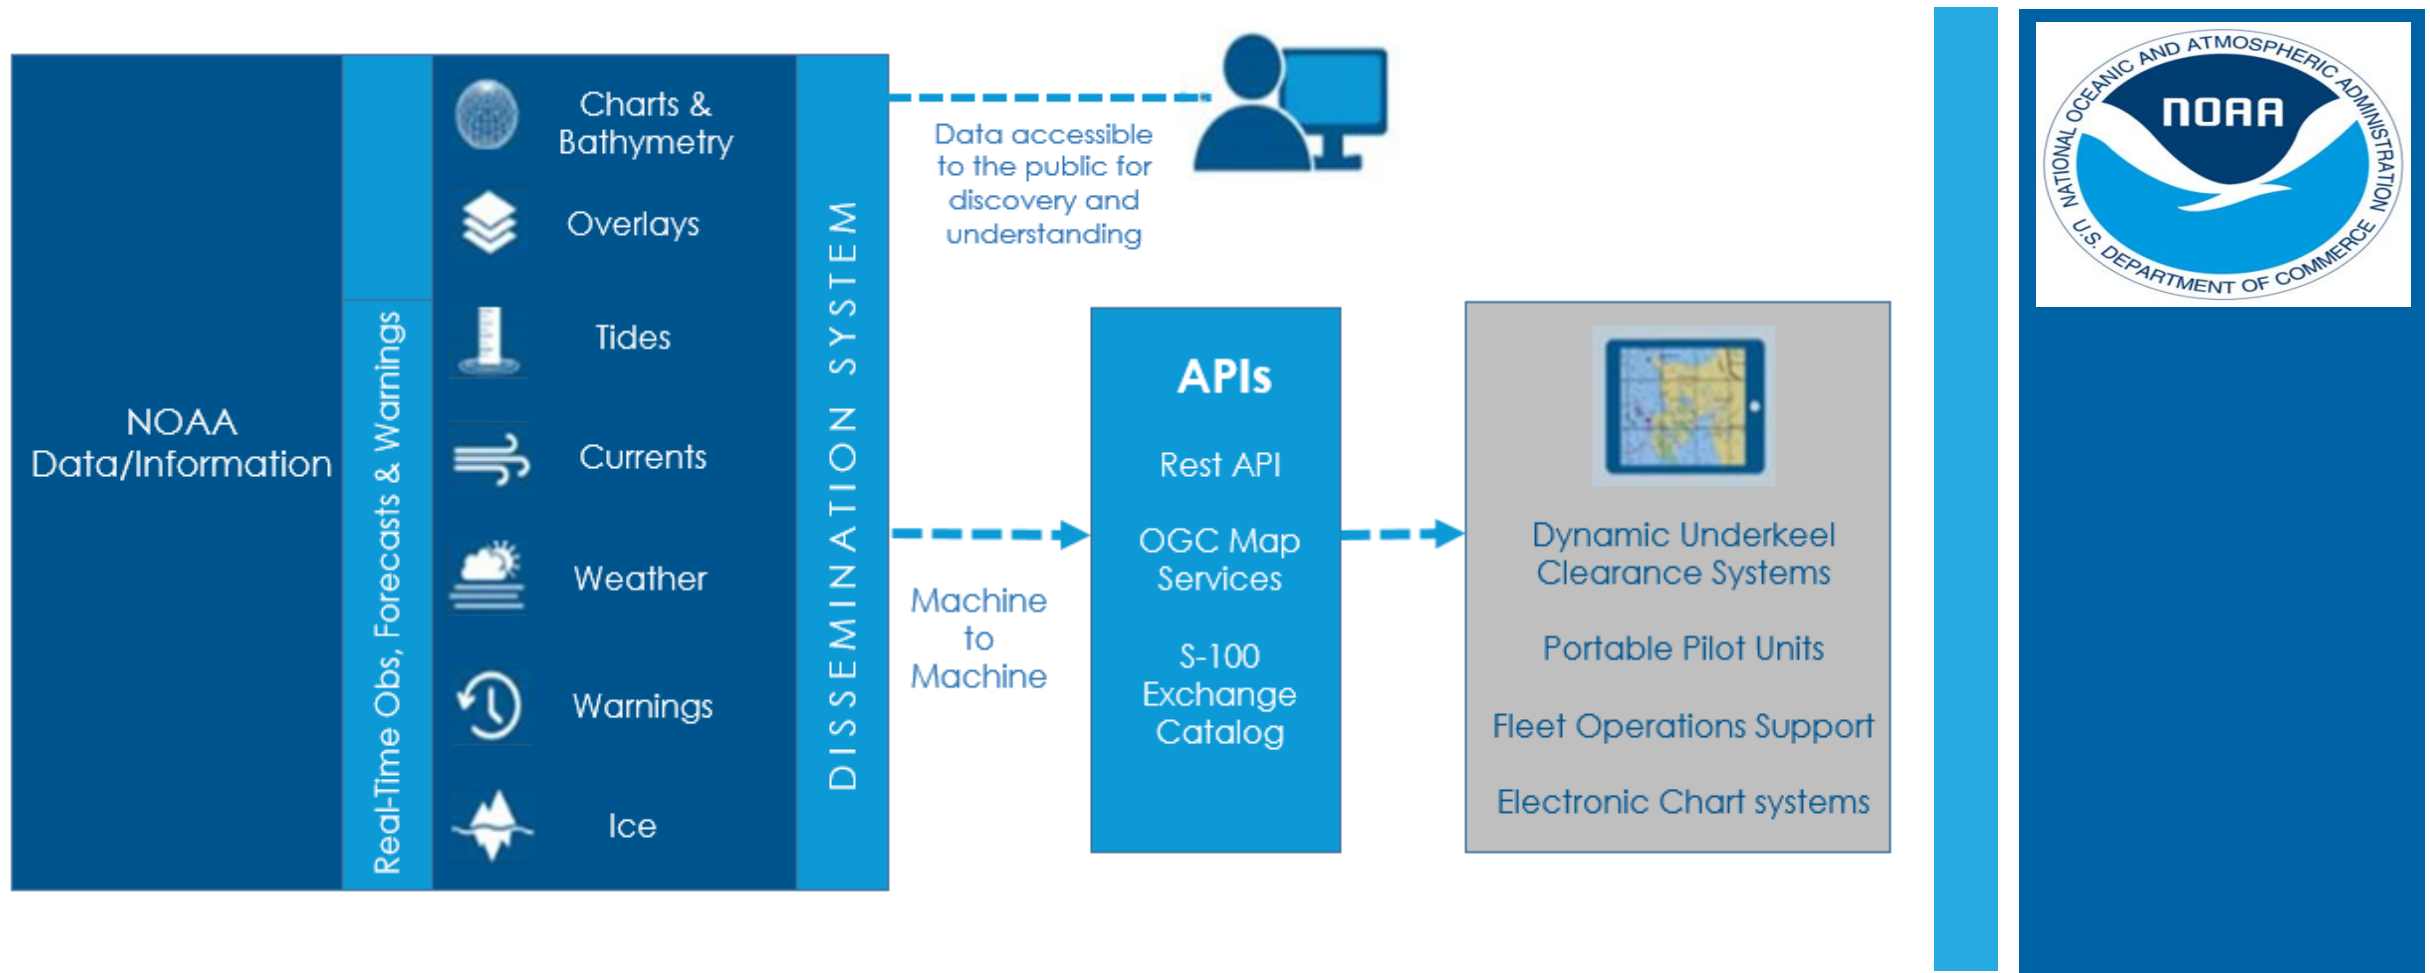 NOAA
Data/Information
Real-Time Obs, Forecasts & Warnings
Charts &
Bathymetry
Overlays
Tides
Currents
Weather
Warnings
Ice
DISSEMINATION SYSTEM
Data accessible
to the public for
discovery and
understanding
Machine
to
Machine
APIs
Rest API
OGC Map
Services
S-100
Exchange
Catalog
Dynamic Underkeel
Clearance Systems
Portable Pilot Units
Fleet Operations Support
Electronic Chart systems
NATIONAL OCEANIC AND ATMOSPHERIC ADMINISTRATION
NOAA
U.S. DEPARTMENT OF COMMERCE